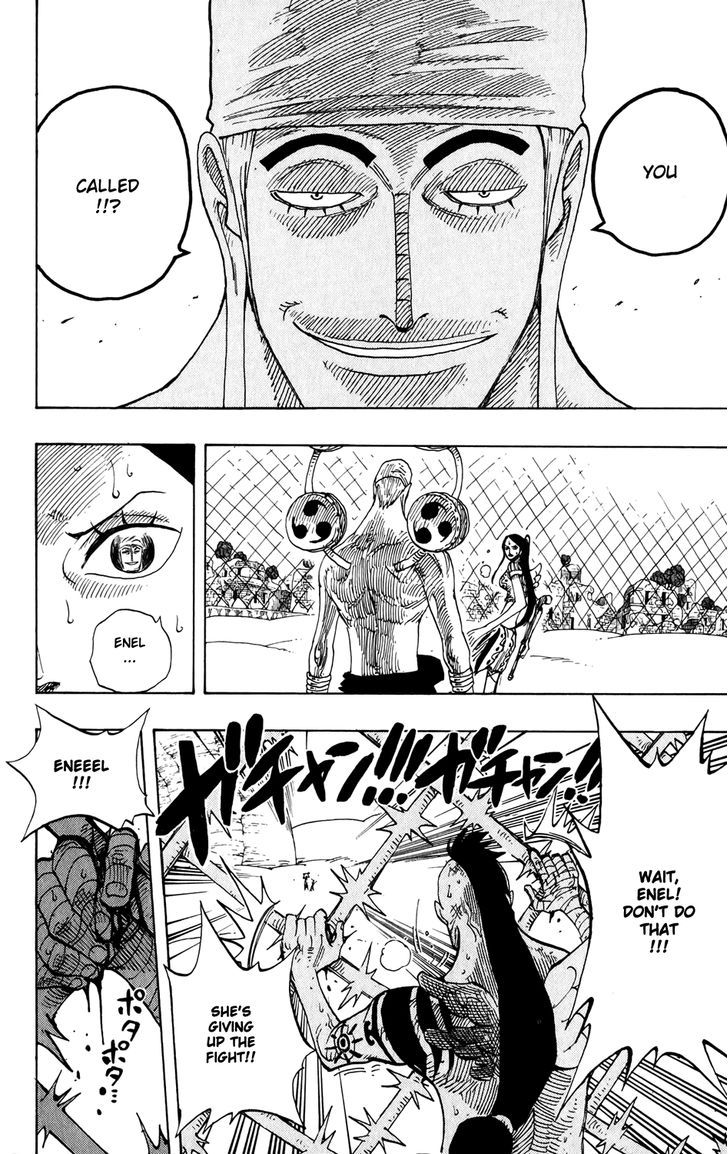 YOU
CALLED
!!?
ENEL
...
WAIT,
ENEL!
DON'T DO
THAT
!!!
ガチャン!!!
ガチャン!!
SHE'S
GIVING
UP THE
FIGHT!!
ENEEEL
!!!
ポタ
ポタ...